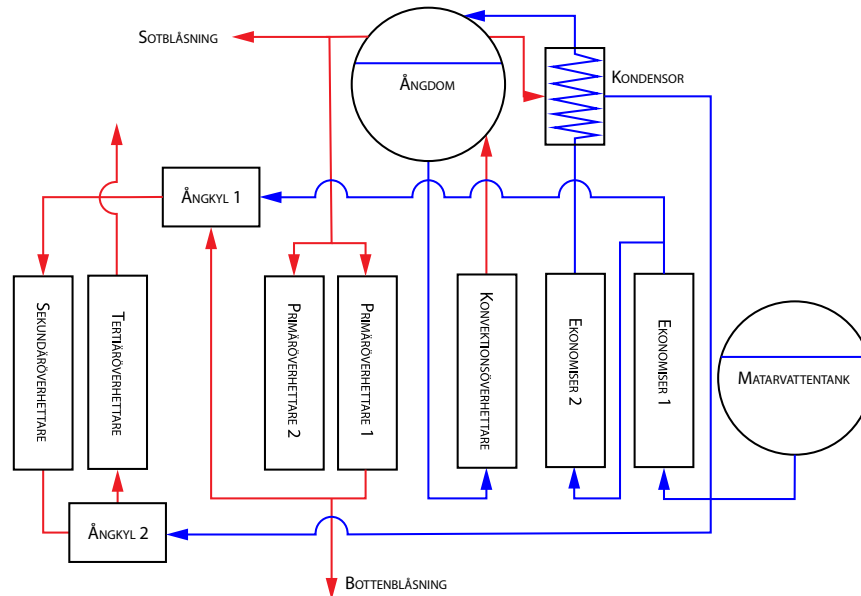 Sotblåsning
Ångdom
Kondensor
Ångkyl 1
Sekundäröverhettare
Tertiäröverhettare
Primäröverhettare 2
Primäröverhettare 1
Konvektionsöverhettare
Ekonomiser 2
Ekonomiser 1
Matarvattentank
Ångkyl 2
Bottenblåsning